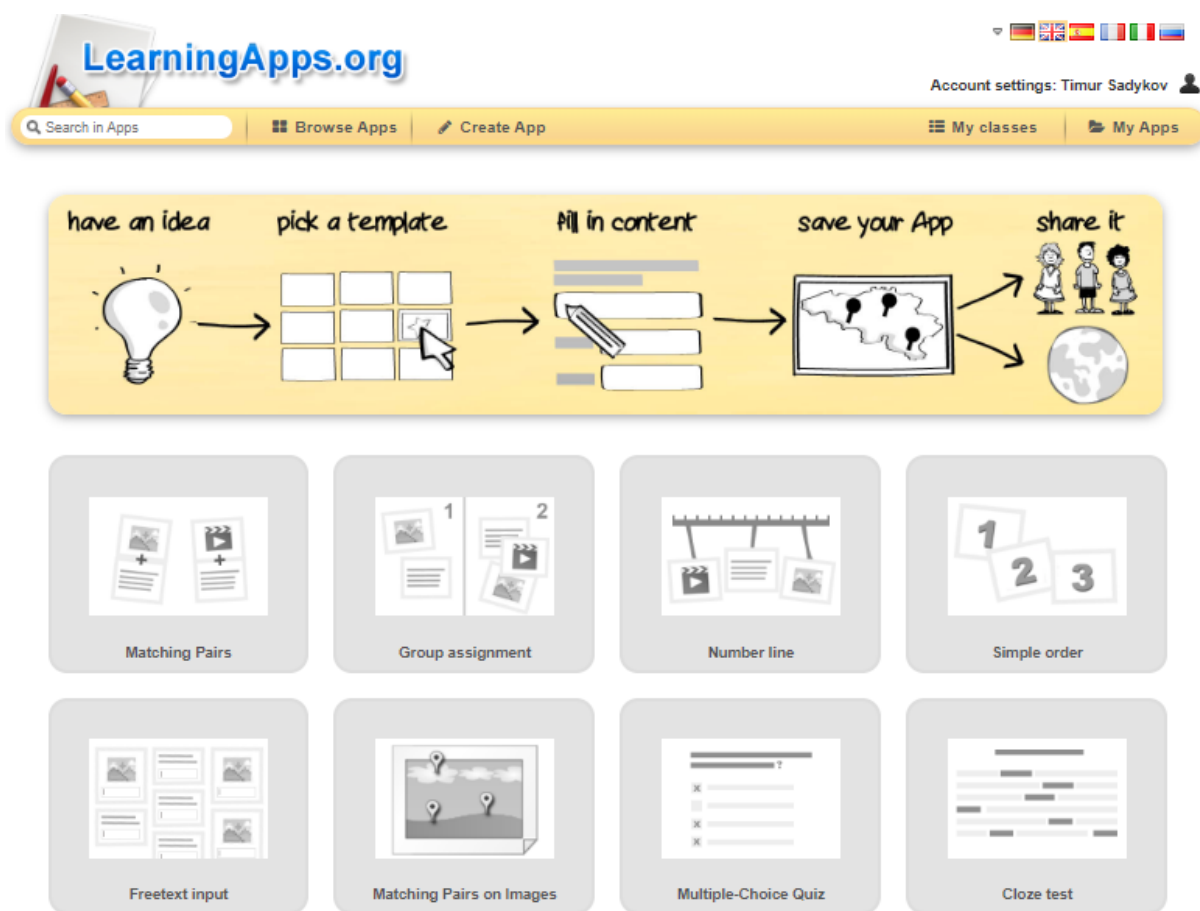 LearningApps.org
Account settings: Timur Sadykov
Search in Apps
Browse Apps
Create App
My classes
My Apps
have an idea
pick a template
fill in content
save your App
share it
1
2
1
2
3
Matching Pairs
Group assignment
Number line
Simple order
?
Freetext input
Matching Pairs on Images
Multiple-Choice Quiz
Cloze test